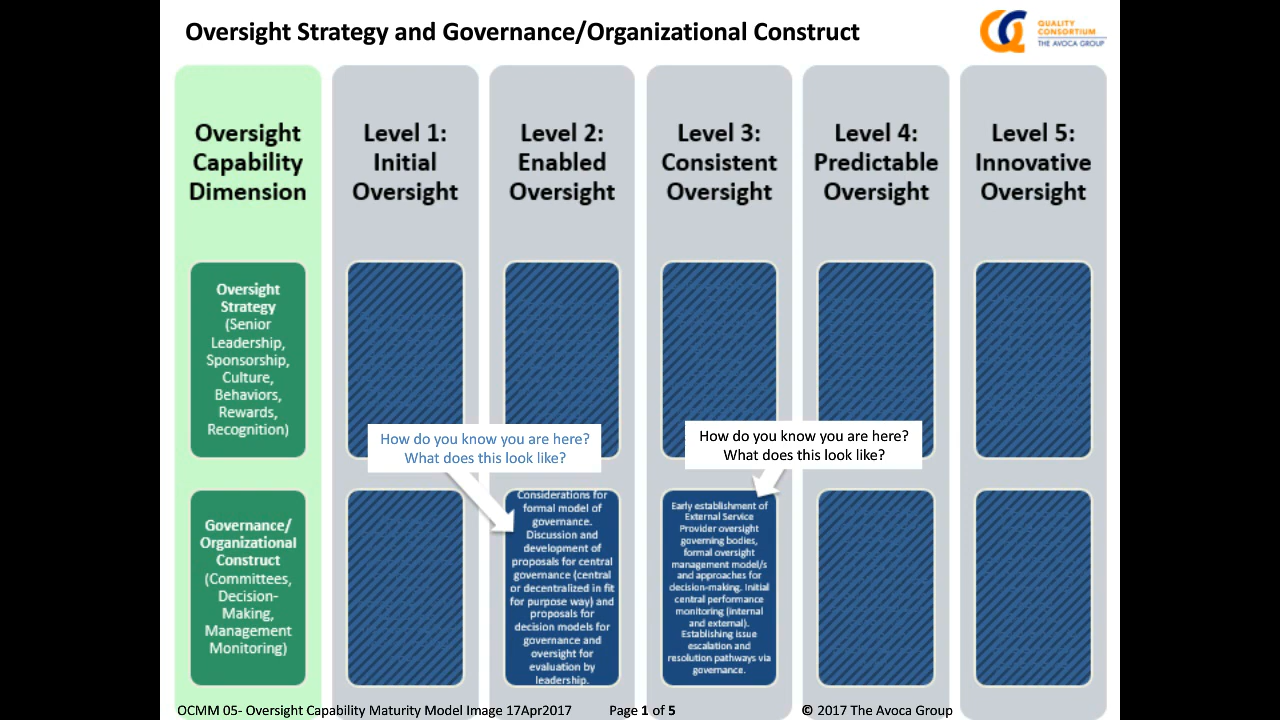 Oversight Strategy and Governance/Organizational Construct
QUALITY
CONSORTIUM
THE AVOCA GROUP
Oversight
Capability
Dimension
Level 1:
Initial
Oversight
Level 2:
Enabled
Oversight
Level 3:
Consistent
Oversight
Level 4:
Predictable
Oversight
Level 5:
Innovative
Oversight
Oversight
Strategy
(Senior
Leadership,
Sponsorship,
Culture,
Behaviors,
Rewards,
Recognition)
How do you know you are here?
What does this look like?
How do you know you are here?
What does this look like?
Governance/
Organizational
Construct
(Committees,
Decision-
Making,
Management
Monitoring)
Considerations for
formal model of
governance.
Discussion and
development of
proposals for central
governance (central
or decentralized in fit
for purpose way) and
proposals for
decision models for
governance and
oversight for
evaluation by
leadership.
Early establishment of
External Service
Provider oversight
governing bodies,
formal oversight
management model/s
and approaches for
decision-making. Initial
central performance
monitoring (internal
and external).
Establishing issue
escalation and
resolution pathways via
governance.
OCMM 05- Oversight Capability Maturity Model Image 17Apr2017
Page 1 of 5
© 2017 The Avoca Group